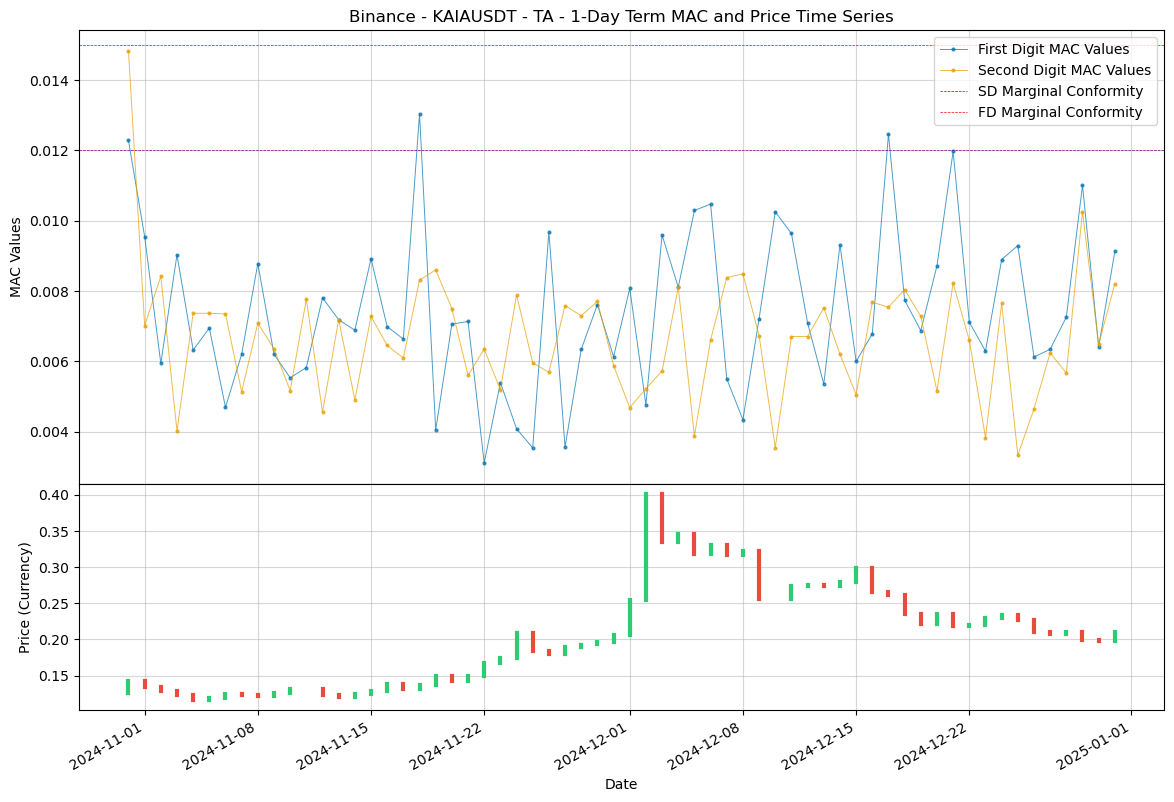 Binance - KAIAUSDT - TA - 1-Day Term MAC and Price Time Series
First Digit MAC Values
Second Digit MAC Values
SD Marginal Conformity
FD Marginal Conformity
MAC Values
0.014
0.012
0.010
0.008
0.006
0.004
Price (Currency)
0.40
0.35
0.30
0.25
0.20
0.15
2024-11-01
2024-11-08
2024-11-15
2024-11-22
2024-12-01
2024-12-08
2024-12-15
2024-12-22
2025-01-01
Date